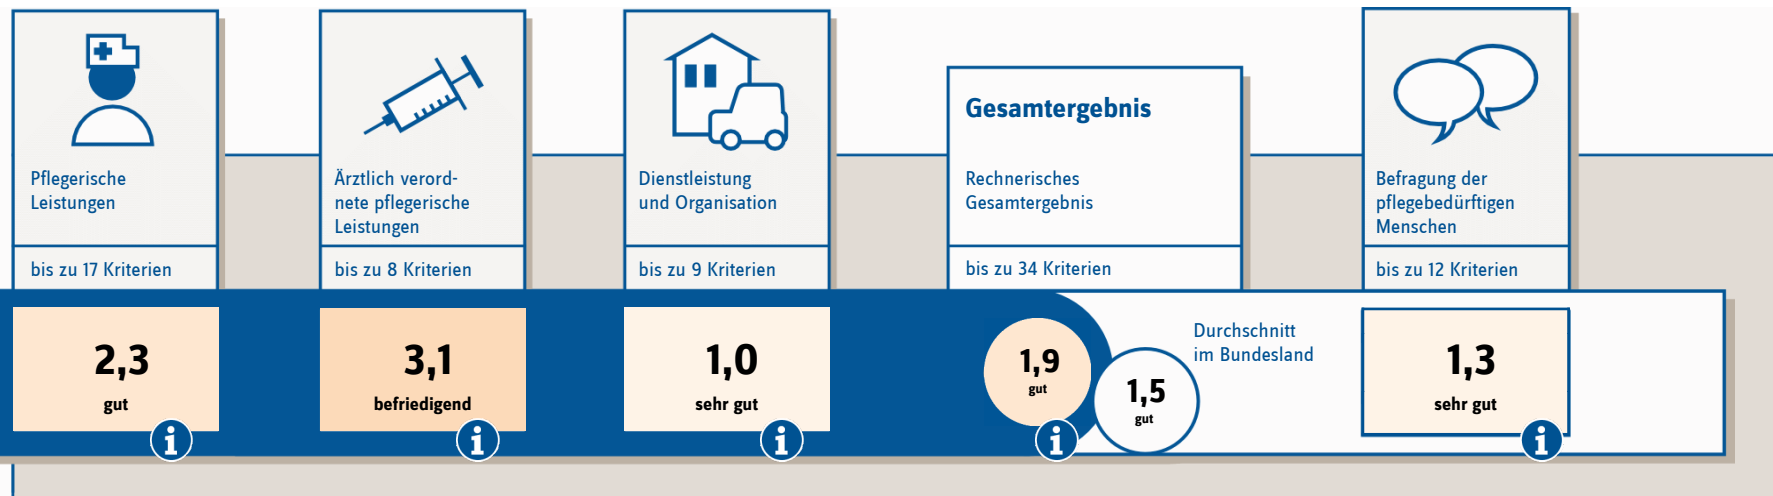 Pflegerische
Leistungen
bis zu 17 Kriterien
2,3
gut
i
Ärztlich verord-
nete pflegerische
Leistungen
bis zu 8 Kriterien
3,1
befriedigend
i
Dienstleistung
und Organisation
bis zu 9 Kriterien
1,0
sehr gut
i
Gesamtergebnis
Rechnerisches
Gesamtergebnis
bis zu 34 Kriterien
1,9
gut
i
Durchschnitt
im Bundesland
1,5
gut
Befragung der
pflegebedürftigen
Menschen
bis zu 12 Kriterien
1,3
sehr gut
i